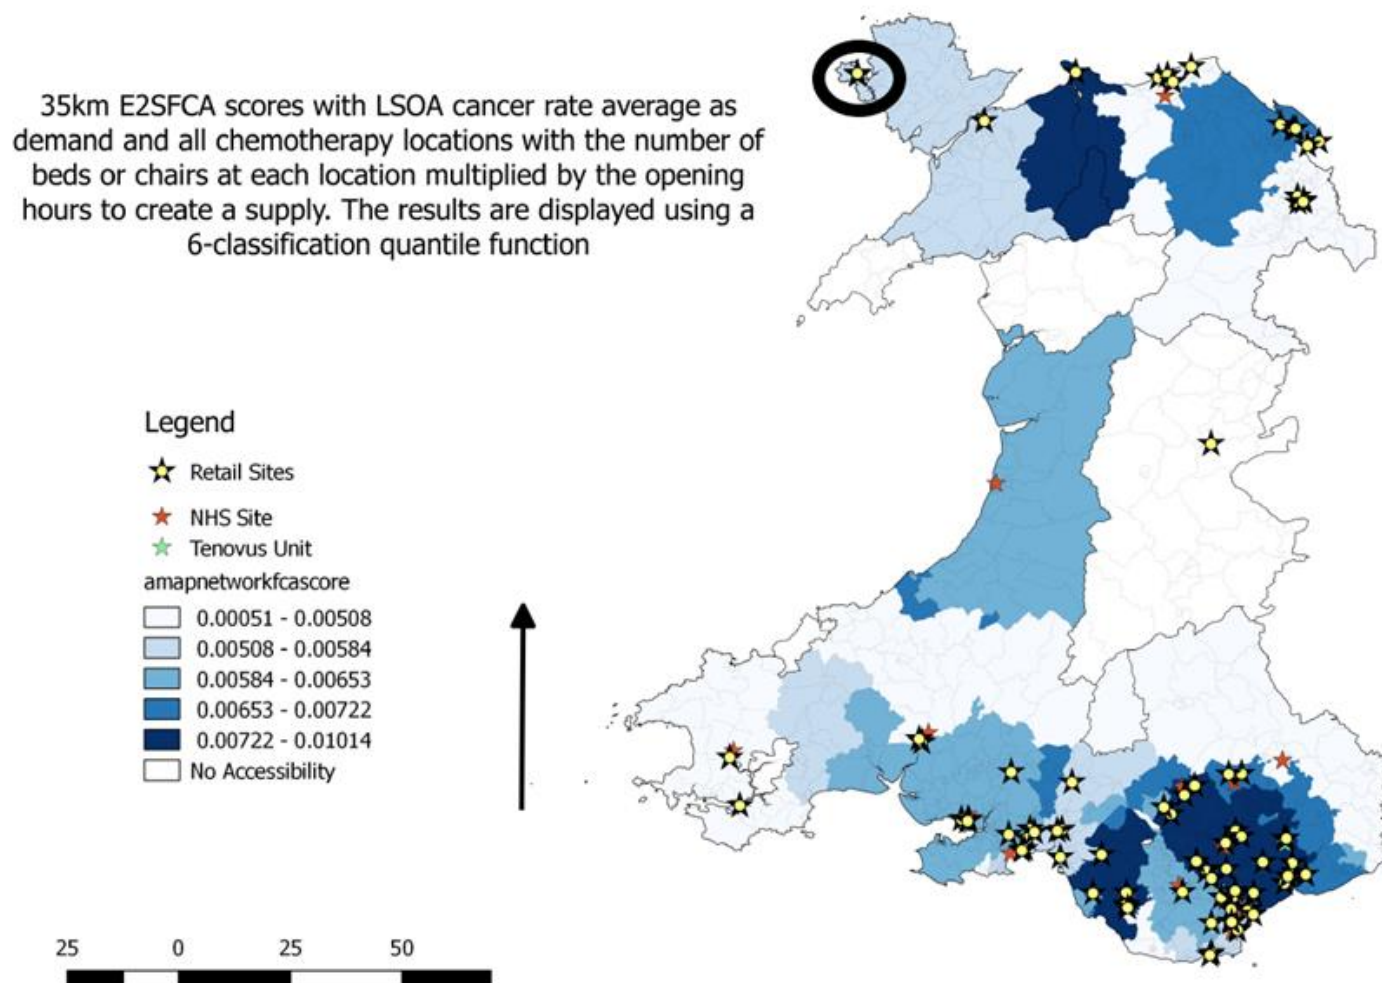 35km E2SFCA scores with LSOA cancer rate average as
demand and all chemotherapy locations with the number of
beds or chairs at each location multiplied by the opening
hours to create a supply. The results are displayed using a
6-classification quantile function
Legend
Retail Sites
NHS Site
Tenovus Unit
amapnetworkfcascore
0.00051 - 0.00508
0.00508 - 0.00584
0.00584 - 0.00653
0.00653 - 0.00722
0.00722 - 0.01014
No Accessibility
25 0 25 50